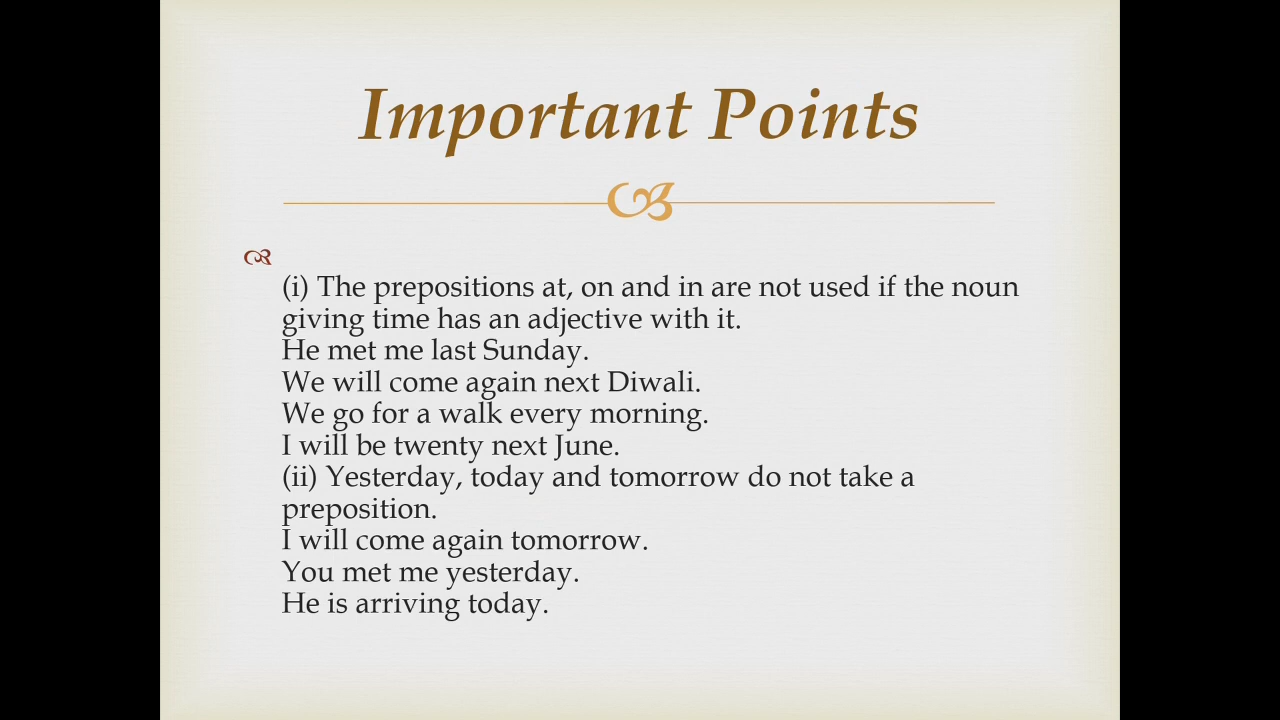 Important Points
(i) The prepositions at, on and in are not used if the noun
giving time has an adjective with it.
He met me last Sunday.
We will come again next Diwali.
We go for a walk every morning.
I will be twenty next June.
(ii) Yesterday, today and tomorrow do not take a
preposition.
I will come again tomorrow.
You met me yesterday.
He is arriving today.